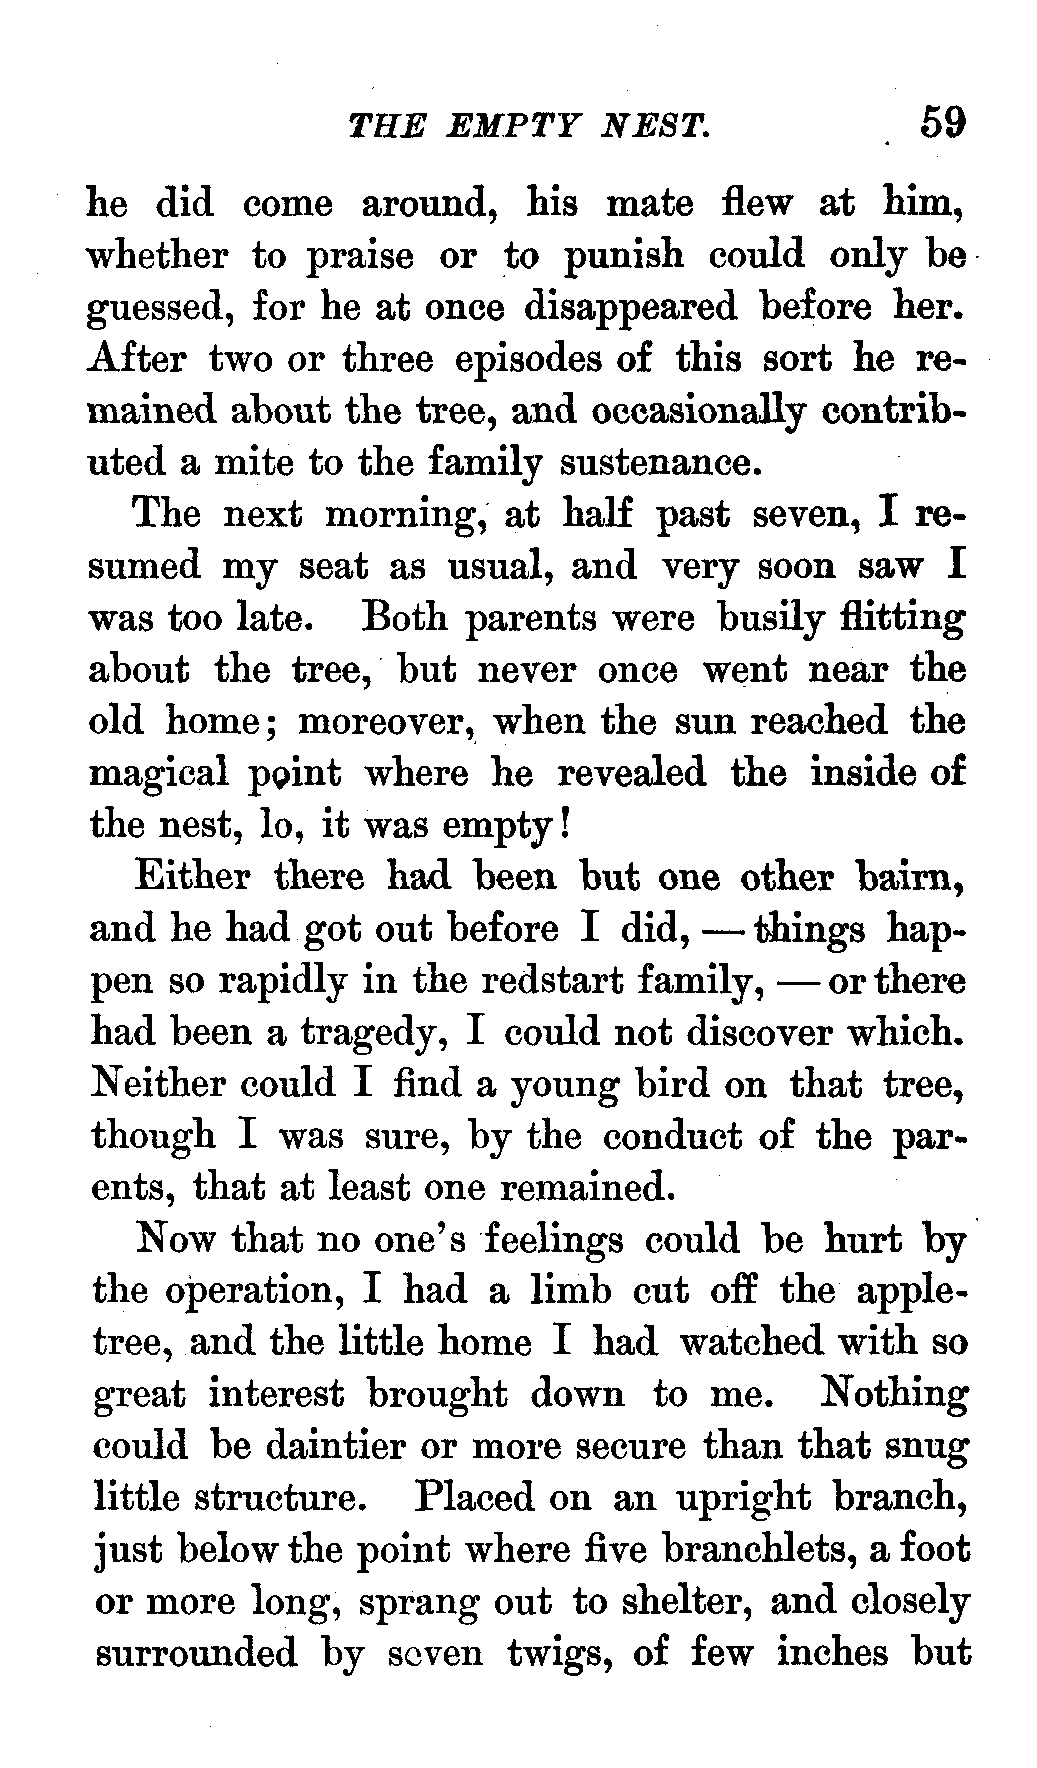 THE EMPTY NEST. 59
he did come around, his mate flew at him,
whether to praise or to punish could only be
guessed, for he at once disappeared before her.
After two or three episodes of this sort he re-
mained about the tree, and occasionally contrib-
uted a mite to the family sustenance.
The next morning, at half past seven, I re-
sumed my seat as usual, and very soon saw I
was too late. Both parents were busily flitting
about the tree, but never once went near the
old home; moreover, when the sun reached the
magical point where he revealed the inside of
the nest, lo, it was empty!
Either there had been but one other bairn,
and he had got out before I did, — things hap-
pen so rapidly in the redstart family, — or there
had been a tragedy, I could not discover which.
Neither could I find a young bird on that tree,
though I was sure, by the conduct of the par-
ents, that at least one remained.
Now that no one's feelings could be hurt by
the operation, I had a limb cut off the apple-
tree, and the little home I had watched with so
great interest brought down to me. Nothing
could be daintier or more secure than that snug
little structure. Placed on an upright branch,
just below the point where five branchlets, a foot
or more long, sprang out to shelter, and closely
surrounded by seven twigs, of few inches but